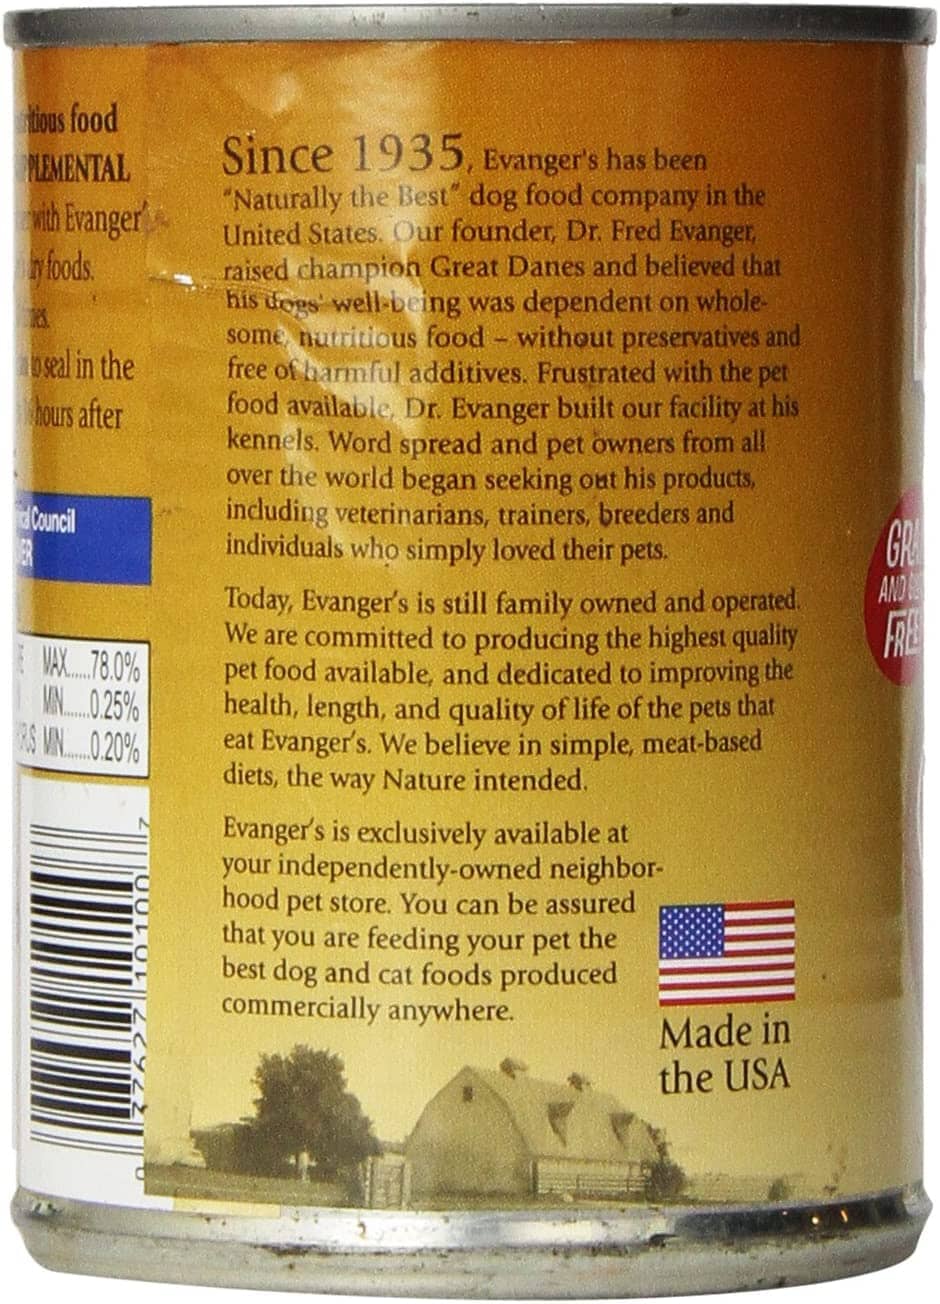 food
with Evanger's
foods.
to seal in the
hours after
Council
MAX.....78.0%
MIN......0.25%
MIN......0.20%
37627 10100 7
Since 1935, Evanger's has been
"Naturally the Best" dog food company in the
United States. Our founder, Dr. Fred Evanger,
raised champion Great Danes and believed that
his dogs' well-being was dependent on whole-
some, nutritious food – without preservatives and
free of harmful additives. Frustrated with the pet
food available, Dr. Evanger built our facility at his
kennels. Word spread and pet owners from all
over the world began seeking out his products,
including veterinarians, trainers, breeders and
individuals who simply loved their pets.
Today, Evanger's is still family owned and operated.
We are committed to producing the highest quality
pet food available, and dedicated to improving the
health, length, and quality of life of the pets that
eat Evanger's. We believe in simple, meat-based
diets, the way Nature intended.
Evanger's is exclusively available at
your independently-owned neighbor-
hood pet store. You can be assured
that you are feeding your pet the
best dog and cat foods produced
commercially anywhere.
Made in
the USA
AND